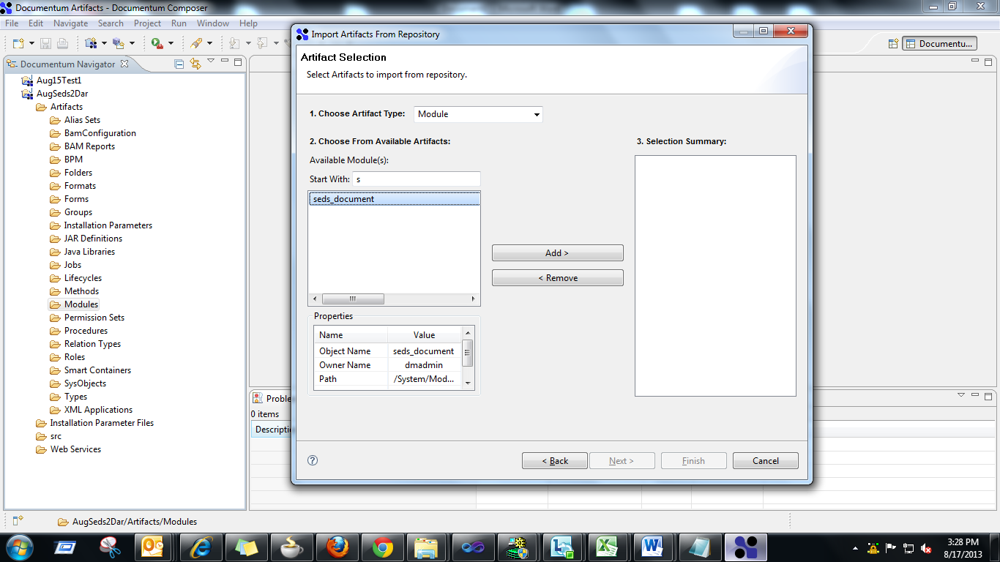 Documentum Artifacts - Documentum Composer
File Edit Navigate Search Project Run Window Help
Documentu...
Documentum Navigator
Aug15Test1
AugSeds2Dar
Artifacts
Alias Sets
BamConfiguration
BAM Reports
BPM
Folders
Formats
Forms
Groups
Installation Parameters
JAR Definitions
Java Libraries
Jobs
Lifecycles
Methods
Modules
Permission Sets
Procedures
Relation Types
Roles
Smart Containers
SysObjects
Types
XML Applications
Installation Parameter Files
src
Web Services
Import Artifacts From Repository
Artifact Selection
Select Artifacts to import from repository.
1. Choose Artifact Type: Module
2. Choose From Available Artifacts:
Available Module(s):
Start With: s
seds_document
Add >
< Remove
3. Selection Summary:
Properties
Name Value
Object Name seds_document
Owner Name dmadmin
Path /System/Mod...
< Back Next > Finish Cancel
Proble
0 items
Descripti
AugSeds2Dar/Artifacts/Modules
3:28 PM
8/17/2013